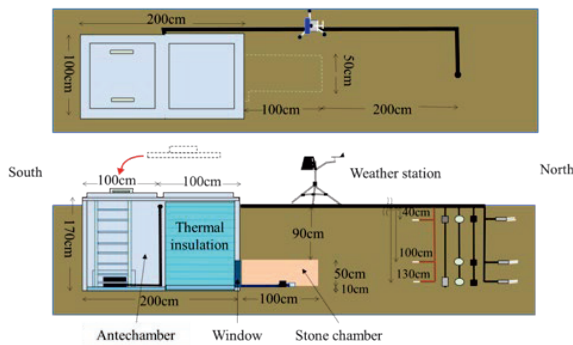 200cm
100cm
50cm
100cm
200cm
South
North
Weather station
100cm
100cm
170cm
Thermal
insulation
90cm
40cm
100cm
130cm
50cm
10cm
200cm
100cm
Antechamber
Window
Stone chamber